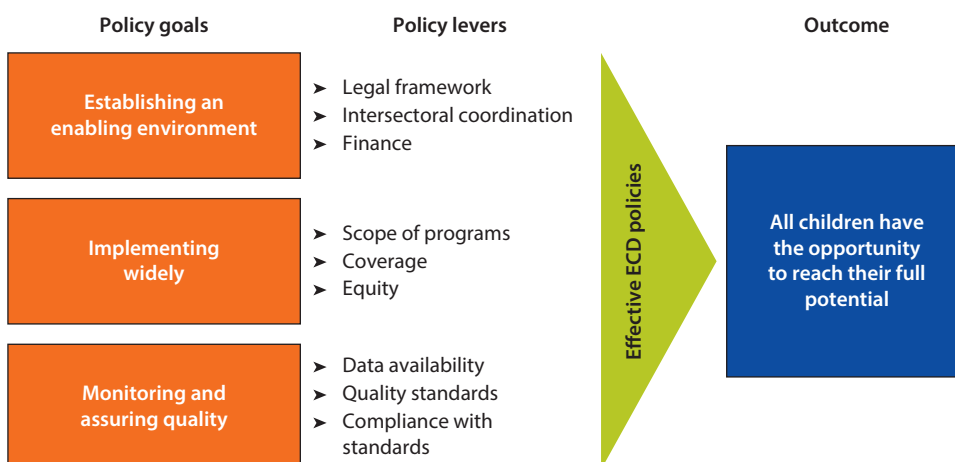 Policy goals
Policy levers
Outcome
Establishing an
enabling environment
➤ Legal framework
➤ Intersectoral coordination
➤ Finance
Implementing
widely
➤ Scope of programs
➤ Coverage
➤ Equity
Monitoring and
assuring quality
➤ Data availability
➤ Quality standards
➤ Compliance with
standards
Effective ECD policies
All children have
the opportunity
to reach their full
potential